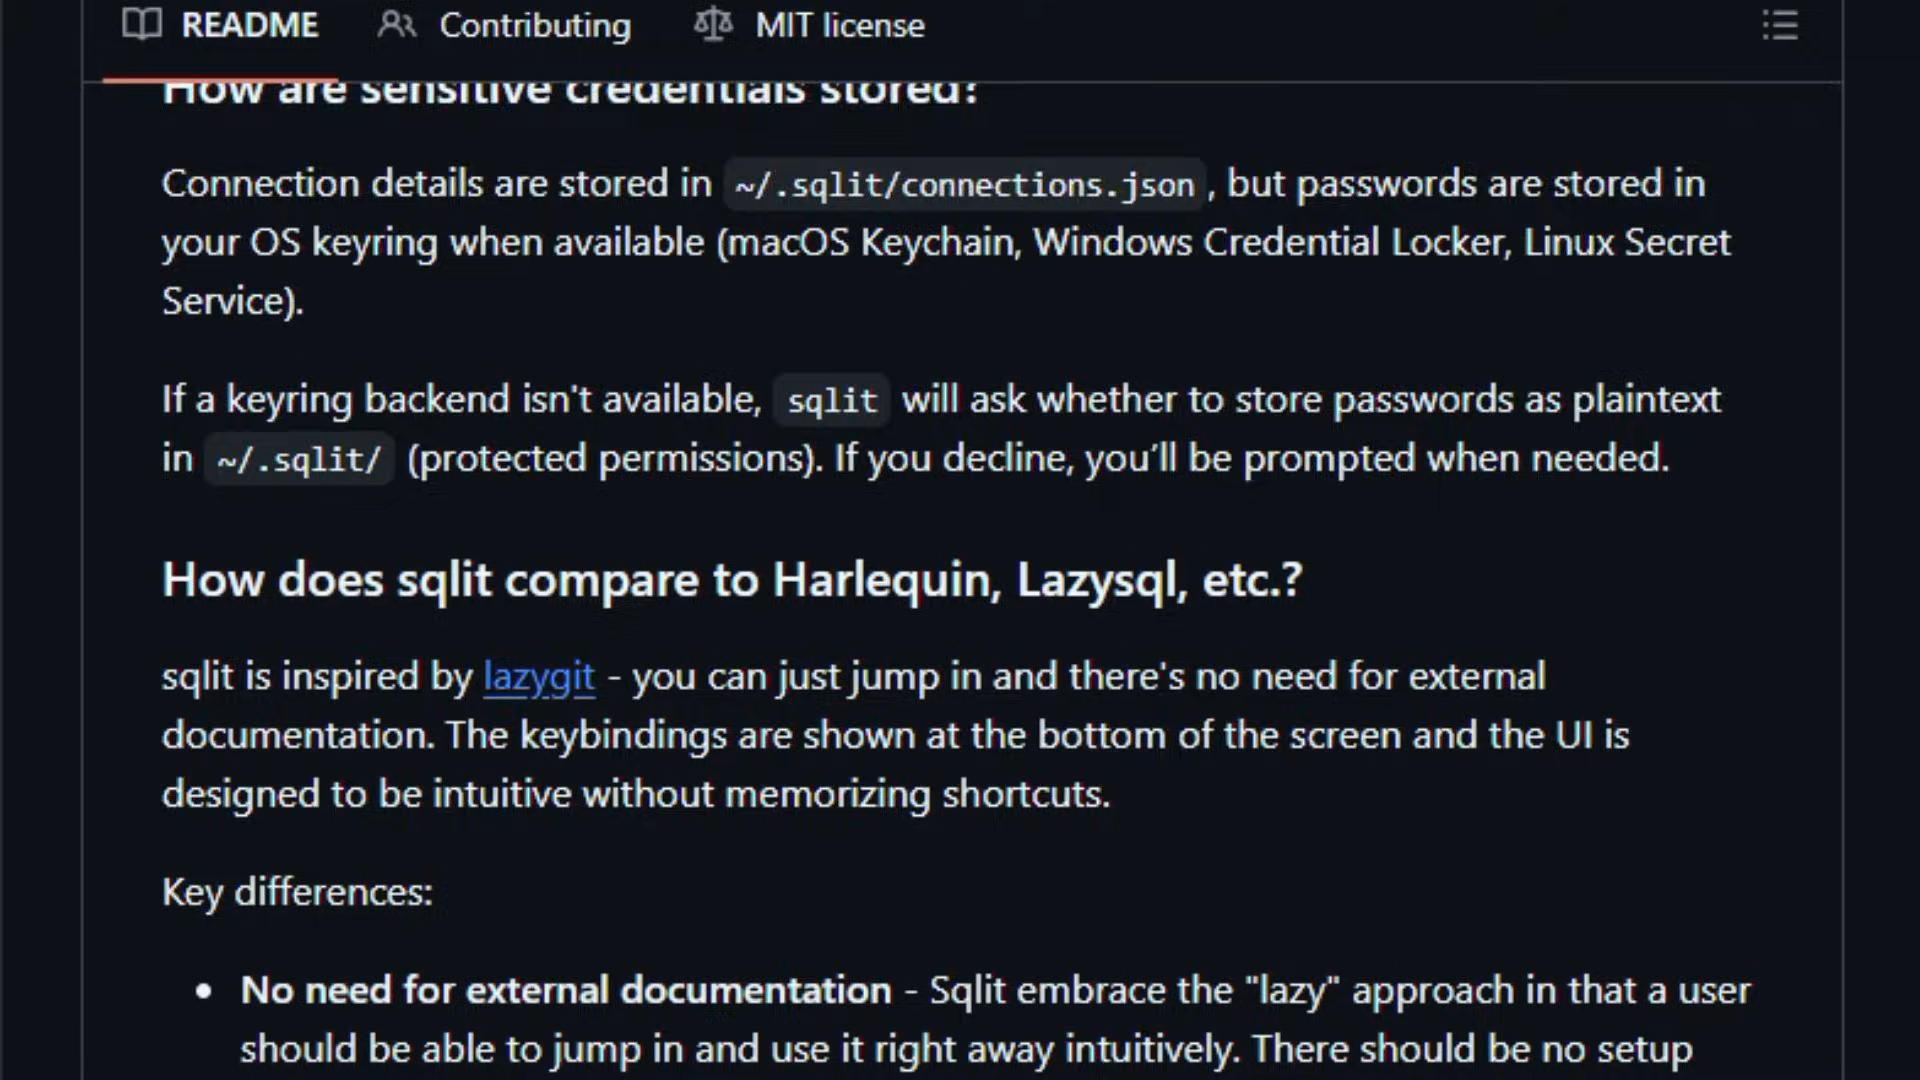 README Contributing MIT license
How are sensitive credentials stored?
Connection details are stored in ~/.sqlit/connections.json, but passwords are stored in
your OS keyring when available (macOS Keychain, Windows Credential Locker, Linux Secret
Service).
If a keyring backend isn't available, sqlit will ask whether to store passwords as plaintext
in ~/.sqlit/ (protected permissions). If you decline, you’ll be prompted when needed.
How does sqlit compare to Harlequin, Lazysql, etc.?
sqlit is inspired by lazygit - you can just jump in and there's no need for external
documentation. The keybindings are shown at the bottom of the screen and the UI is
designed to be intuitive without memorizing shortcuts.
Key differences:
• No need for external documentation - Sqlit embrace the "lazy" approach in that a user
should be able to jump in and use it right away intuitively. There should be no setup